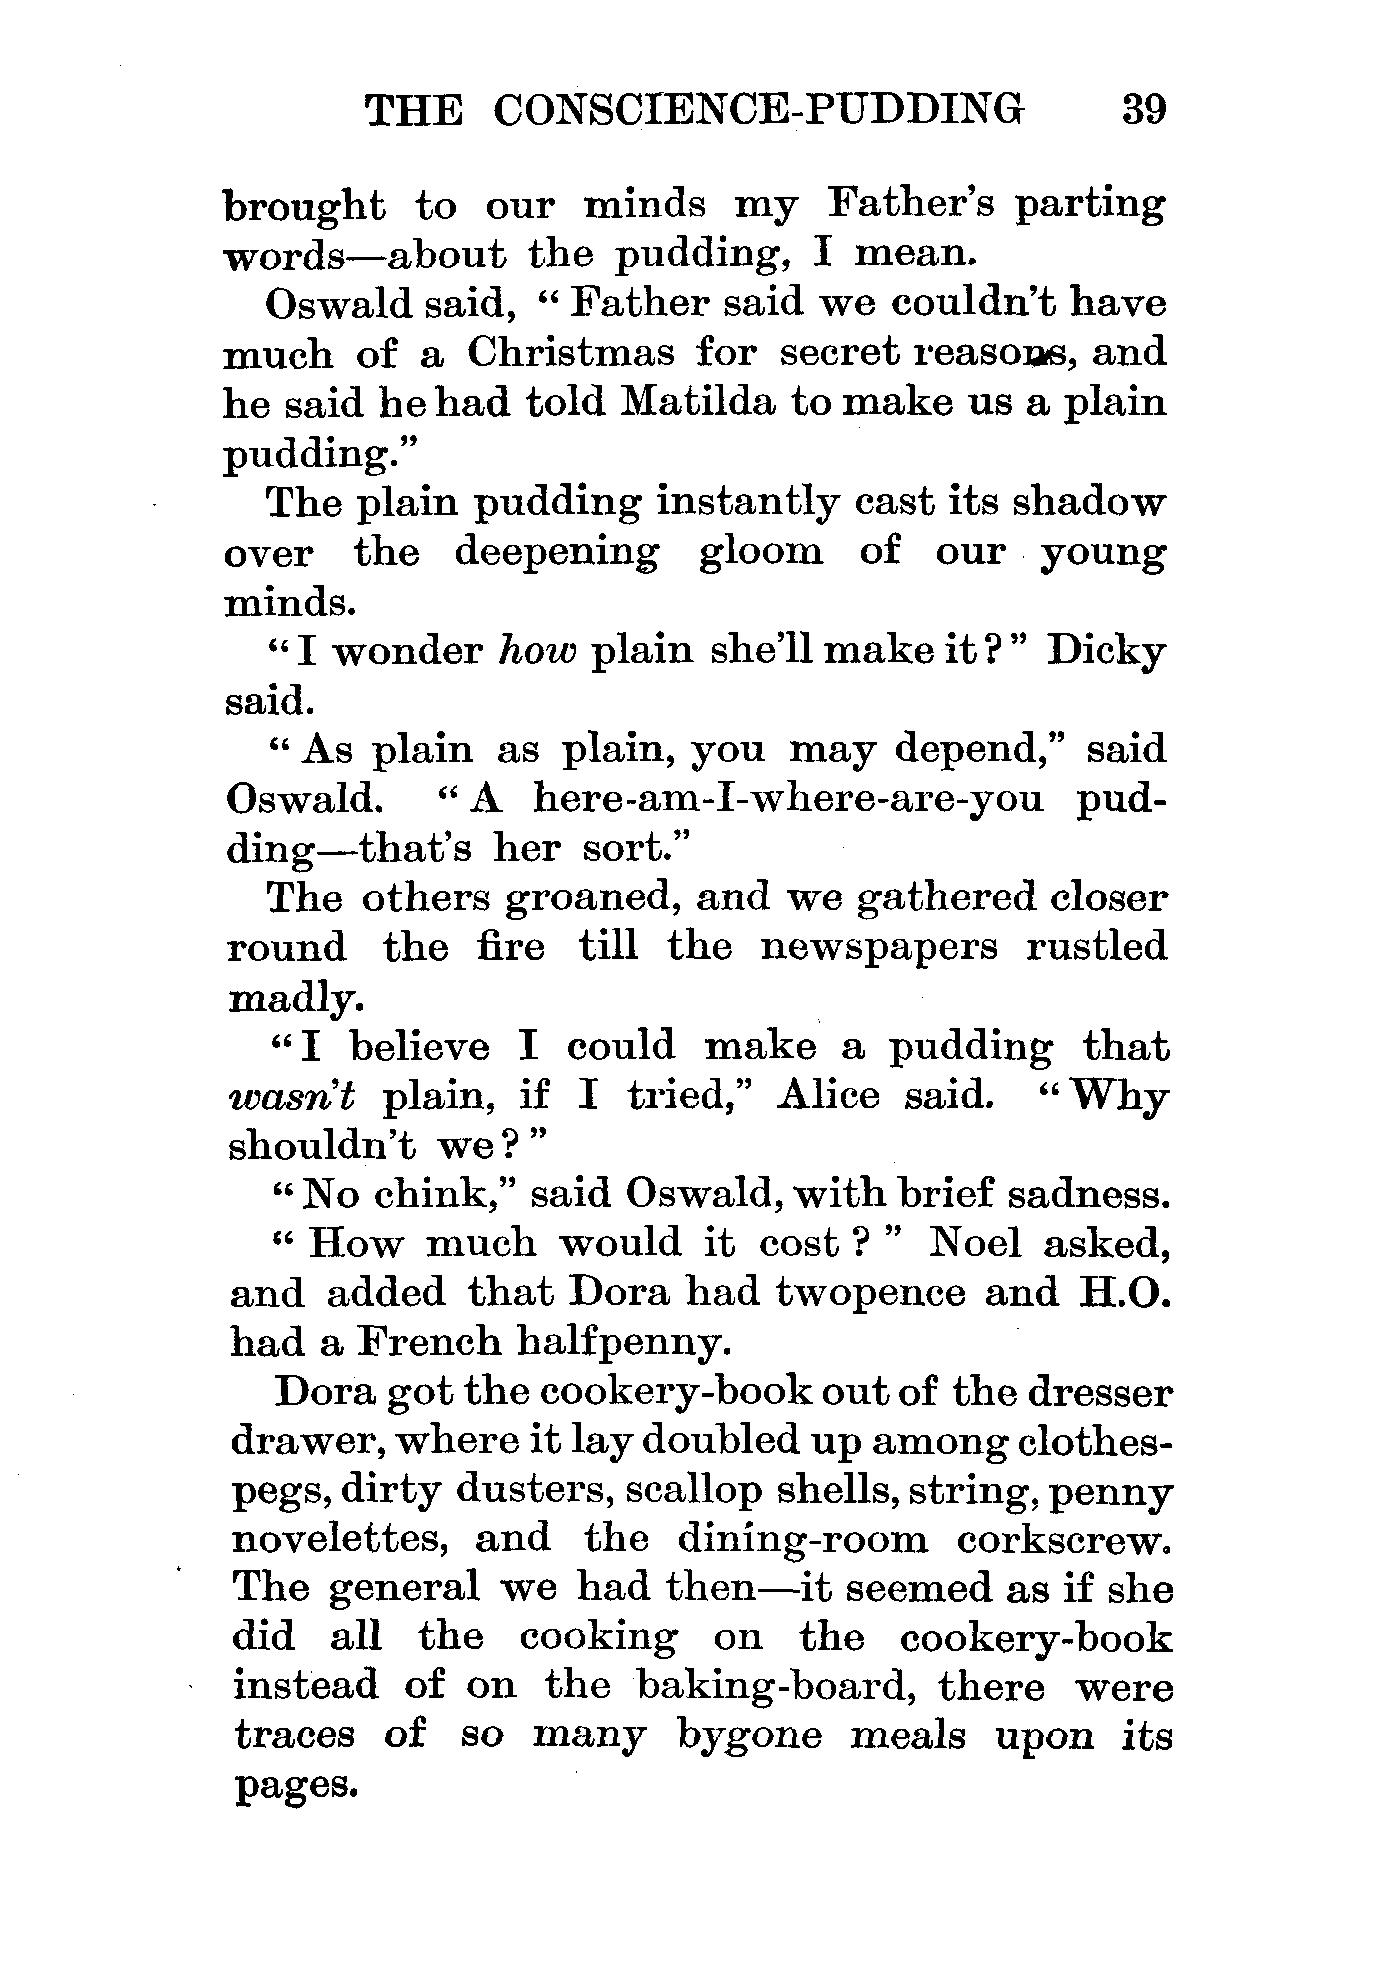 THE CONSCIENCE-PUDDING 39
brought to our minds my Father's parting
words—about the pudding, I mean.
Oswald said, “ Father said we couldn't have
much of a Christmas for secret reasons, and
he said he had told Matilda to make us a plain
pudding.”
The plain pudding instantly cast its shadow
over the deepening gloom of our young
minds.
“ I wonder how plain she'll make it ? ” Dicky
said.
“ As plain as plain, you may depend,” said
Oswald. “ A here-am-I-where-are-you pud-
ding—that's her sort.”
The others groaned, and we gathered closer
round the fire till the newspapers rustled
madly.
“ I believe I could make a pudding that
wasn't plain, if I tried,” Alice said. “ Why
shouldn't we ? ”
“ No chink,” said Oswald, with brief sadness.
“ How much would it cost ? ” Noel asked,
and added that Dora had twopence and H.O.
had a French halfpenny.
Dora got the cookery-book out of the dresser
drawer, where it lay doubled up among clothes-
pegs, dirty dusters, scallop shells, string, penny
novelettes, and the dining-room corkscrew.
The general we had then—it seemed as if she
did all the cooking on the cookery-book
instead of on the baking-board, there were
traces of so many bygone meals upon its
pages.